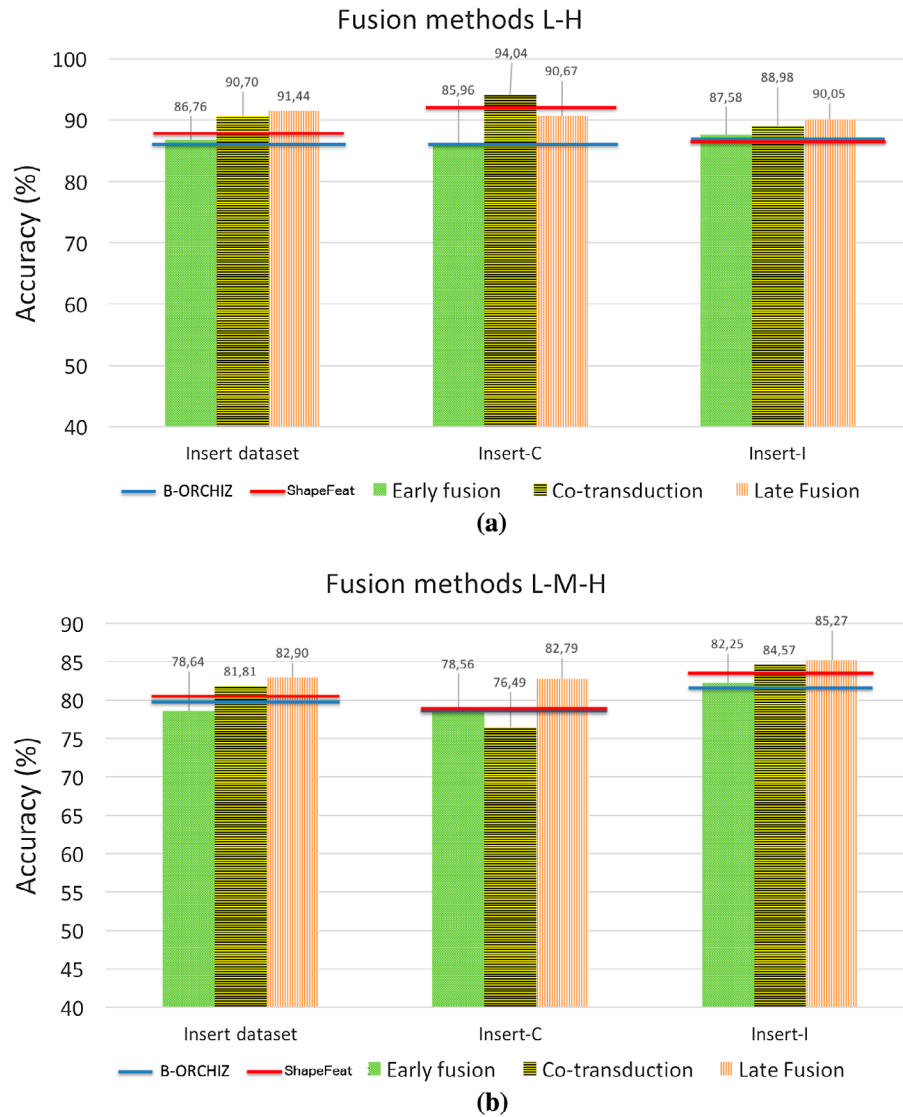 Fusion methods L-H
100
90
80
70
60
50
40
Accuracy (%)
86,76
90,70
91,44
85,96
94,04
90,67
87,58
88,98
90,05
Insert dataset
Insert-C
Insert-I
B-ORCHIZ ShapeFeat Early fusion Co-transduction Late Fusion
(a)
Fusion methods L-M-H
90
85
80
75
70
65
60
55
50
45
40
Accuracy (%)
78,64
81,81
82,90
78,56
76,49
82,79
82,25
84,57
85,27
Insert dataset
Insert-C
Insert-I
B-ORCHIZ ShapeFeat Early fusion Co-transduction Late Fusion
(b)